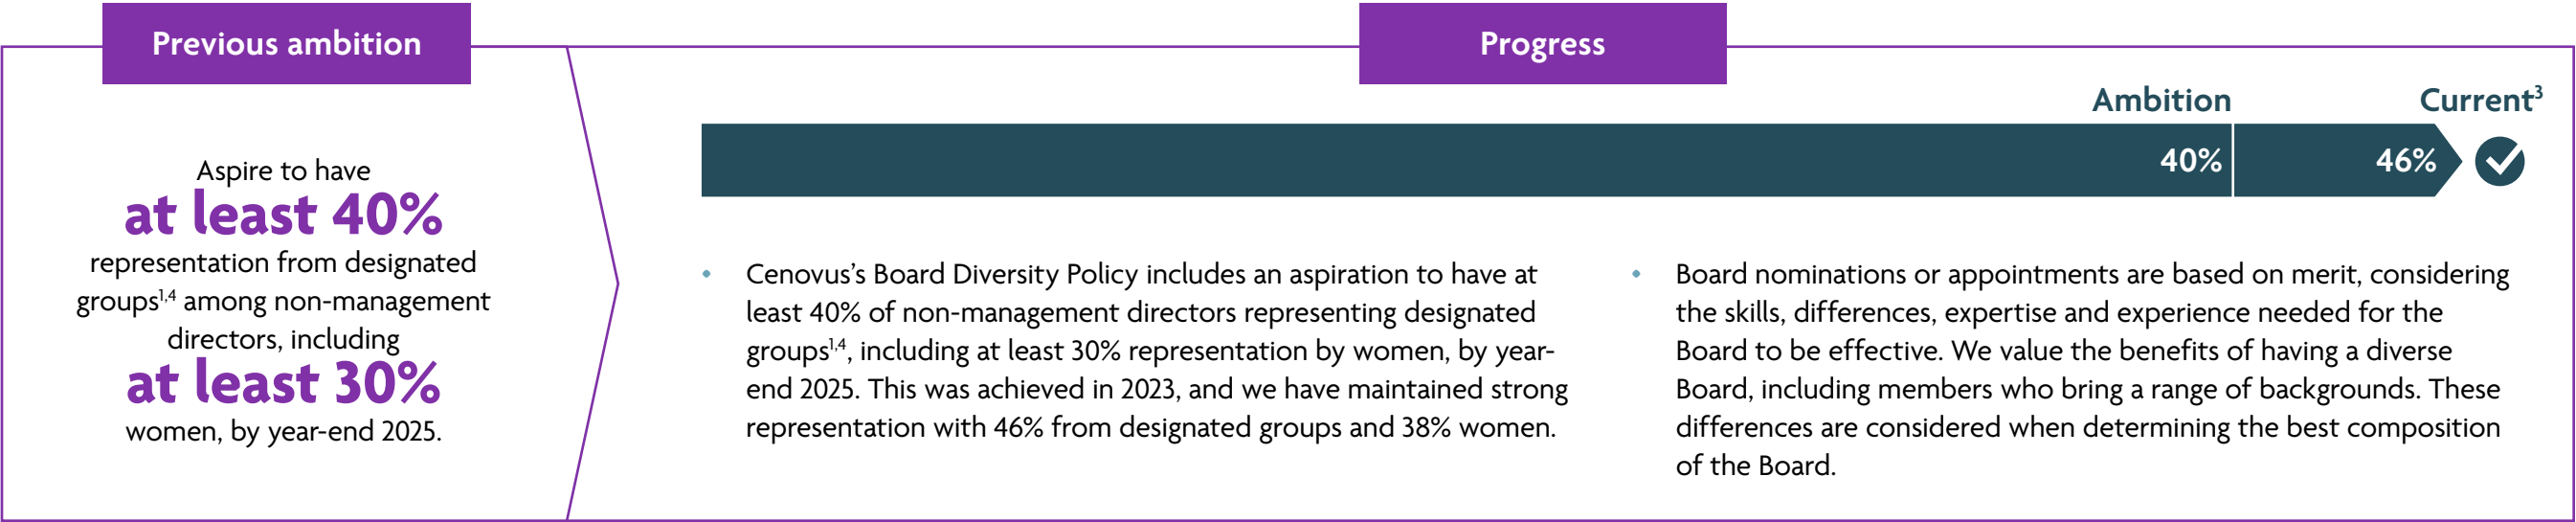 Previous ambition
Aspire to have
at least 40%
representation from designated
groups1,4 among non-management
directors, including
at least 30%
women, by year-end 2025.
Progress
Ambition
Current3
40%
46%
• Cenovus’s Board Diversity Policy includes an aspiration to have at
least 40% of non-management directors representing designated
groups1,4, including at least 30% representation by women, by year-
end 2025. This was achieved in 2023, and we have maintained strong
representation with 46% from designated groups and 38% women.
• Board nominations or appointments are based on merit, considering
the skills, differences, expertise and experience needed for the
Board to be effective. We value the benefits of having a diverse
Board, including members who bring a range of backgrounds. These
differences are considered when determining the best composition
of the Board.